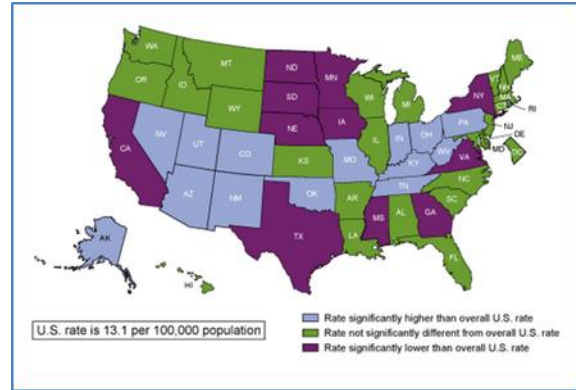 WA
MT
ND
MN
ME
OR
ID
SD
WI
MI
VT
NH
NY
MA
CT
RI
WY
NE
IA
PA
NJ
NV
UT
CO
IL
IN
OH
DE
MD
DC
CA
KS
MO
KY
WV
VA
AZ
NM
OK
AR
TN
NC
SC
TX
LA
MS
AL
GA
FL
AK
HI
U.S. rate is 13.1 per 100,000 population
Rate significantly higher than overall U.S. rate
Rate not significantly different from overall U.S. rate
Rate significantly lower than overall U.S. rate